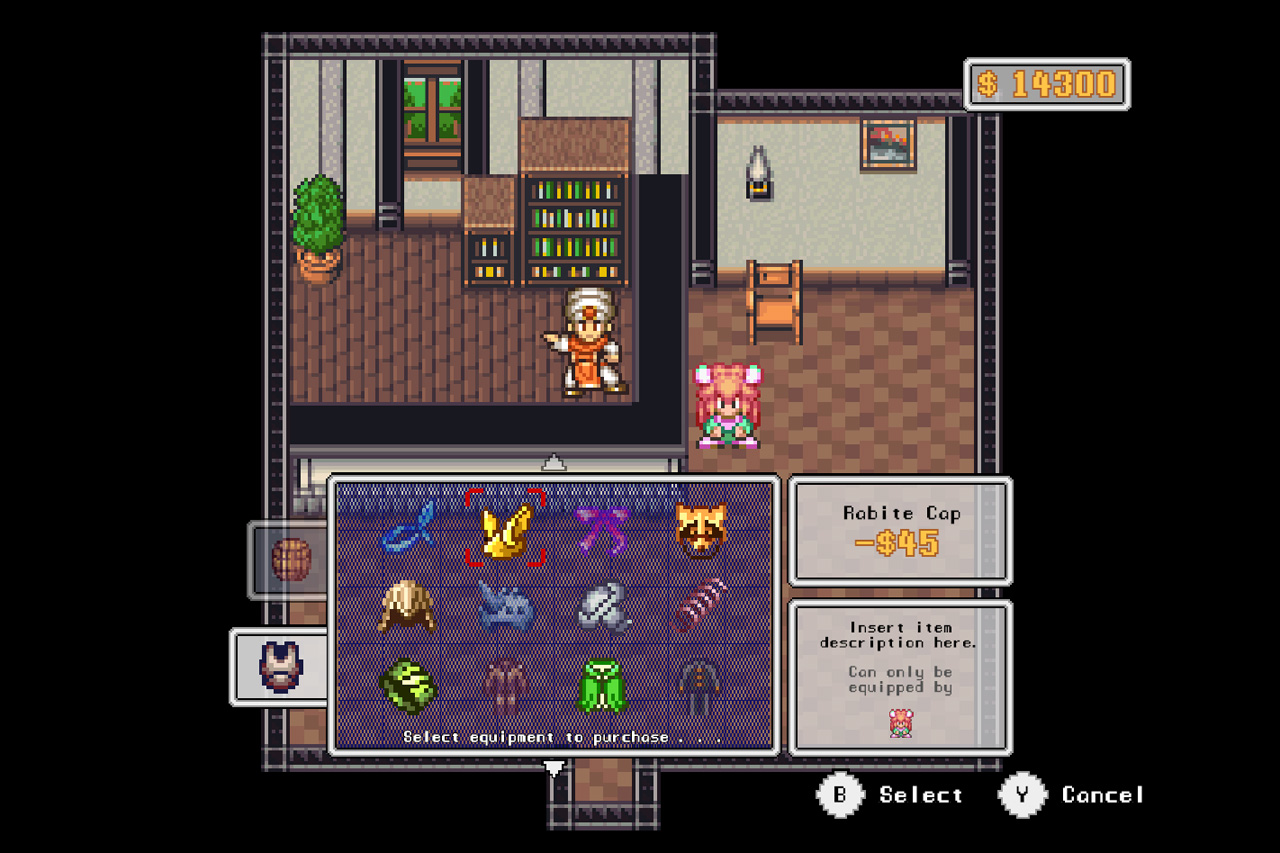 $ 14300
Rabite Cap
-$45
Insert item
description here.
Can only be
equipped by
Select equipment to purchase . . .
B Select Y Cancel